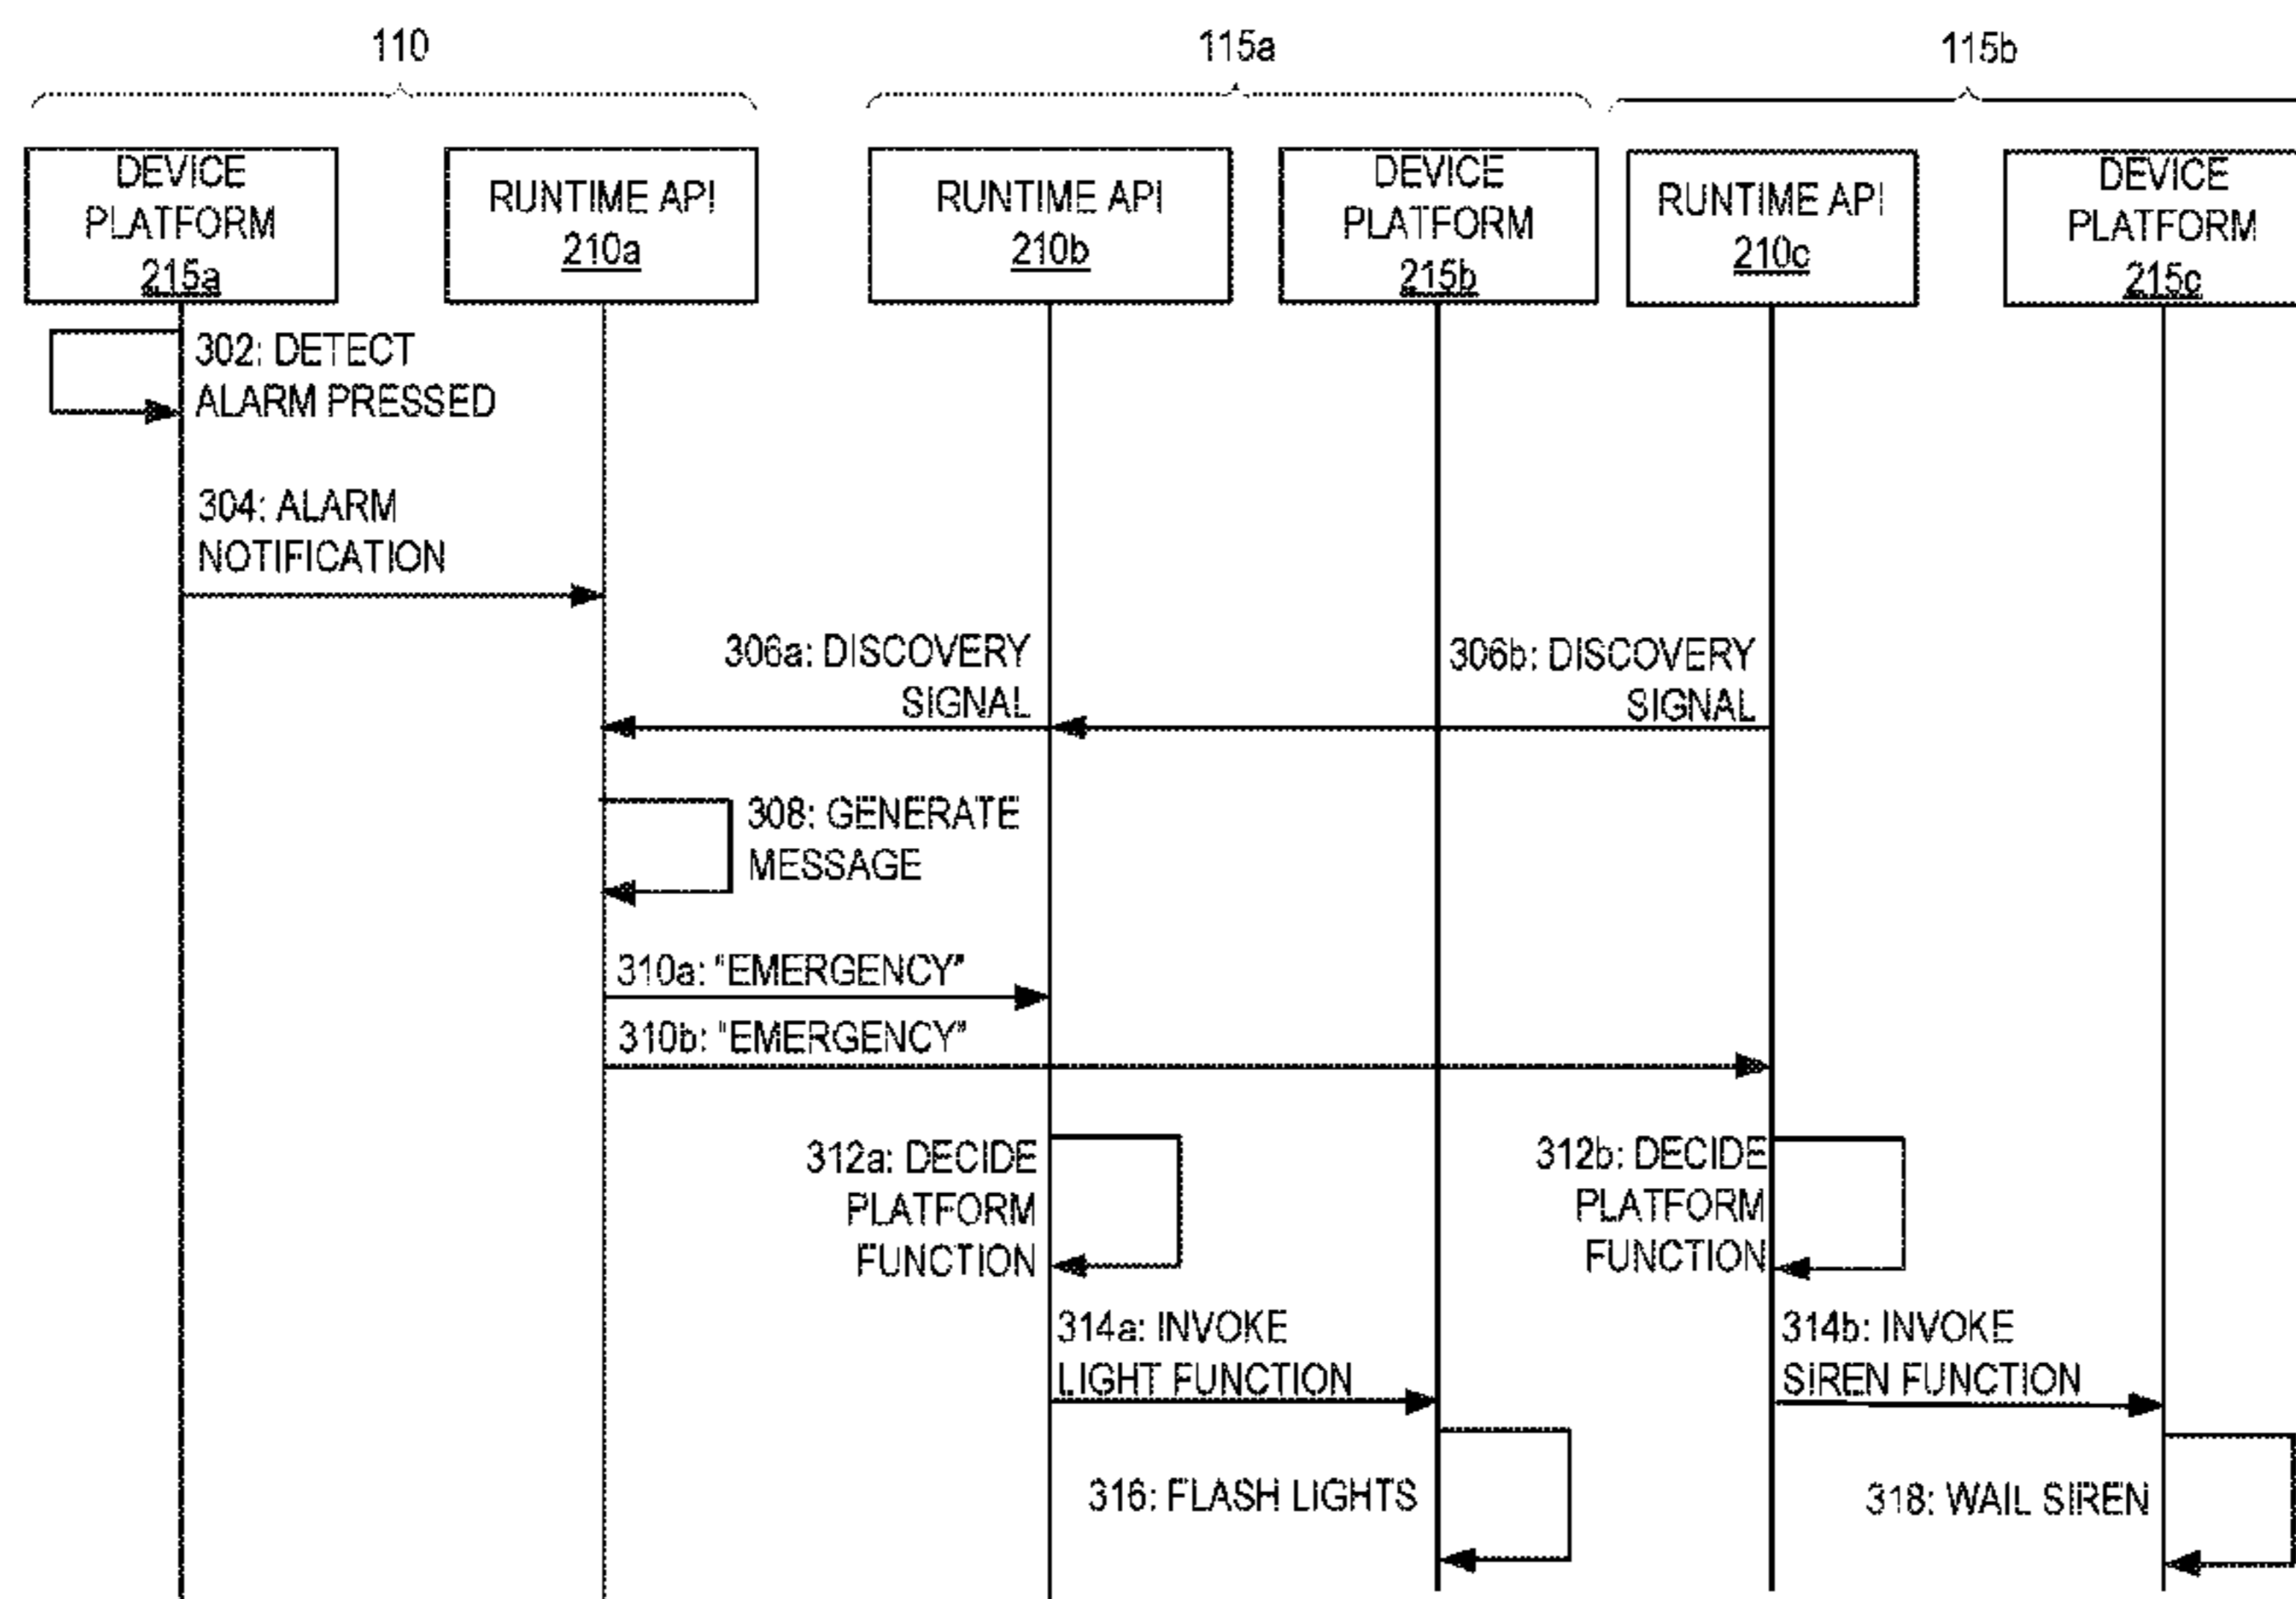 110
115a
115b
DEVICE
PLATFORM
215a
RUNTIME API
210a
RUNTIME API
210b
DEVICE
PLATFORM
215b
RUNTIME API
210c
DEVICE
PLATFORM
215c
302: DETECT
ALARM PRESSED
304: ALARM
NOTIFICATION
306a: DISCOVERY
SIGNAL
306b: DISCOVERY
SIGNAL
308: GENERATE
MESSAGE
310a: "EMERGENCY"
310b: "EMERGENCY"
312a: DECIDE
PLATFORM
FUNCTION
312b: DECIDE
PLATFORM
FUNCTION
314a: INVOKE
LIGHT FUNCTION
314b: INVOKE
SIREN FUNCTION
316: FLASH LIGHTS
318: WAIL SIREN